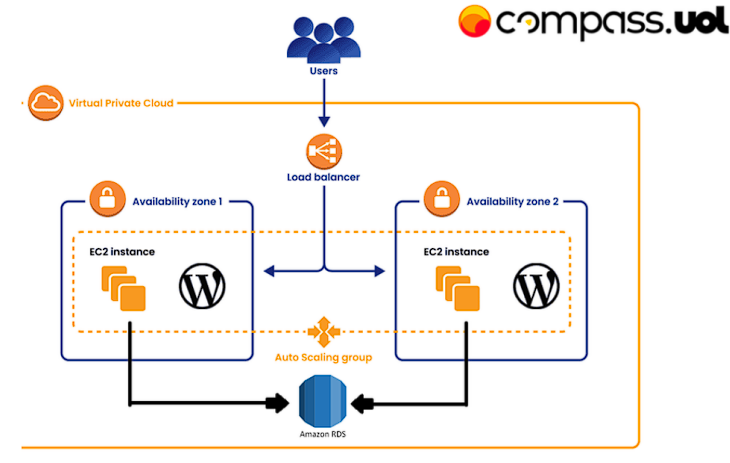 compass.uol
Users
Virtual Private Cloud
Load balancer
Availability zone 1
Availability zone 2
EC2 instance
EC2 instance
Auto Scaling group
Amazon RDS